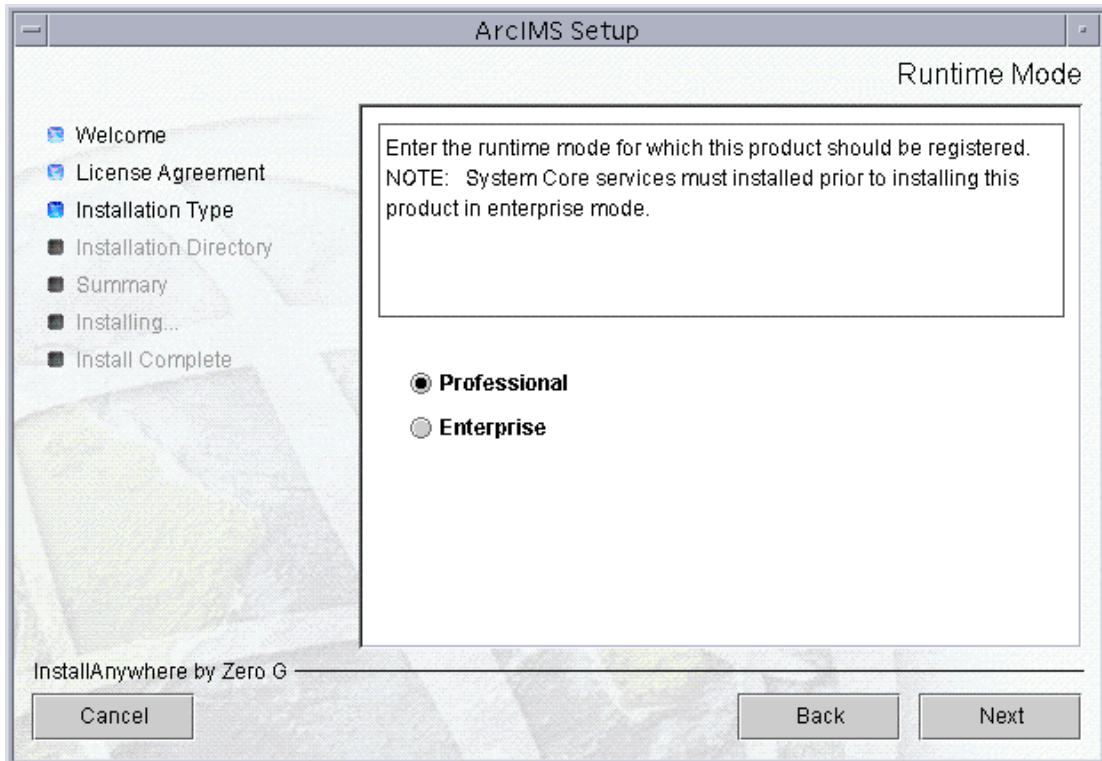 ArcIMS Setup
Runtime Mode
Welcome
License Agreement
Installation Type
Installation Directory
Summary
Installing...
Install Complete
Enter the runtime mode for which this product should be registered.
NOTE: System Core services must installed prior to installing this
product in enterprise mode.
Professional
Enterprise
InstallAnywhere by Zero G
Cancel
Back
Next